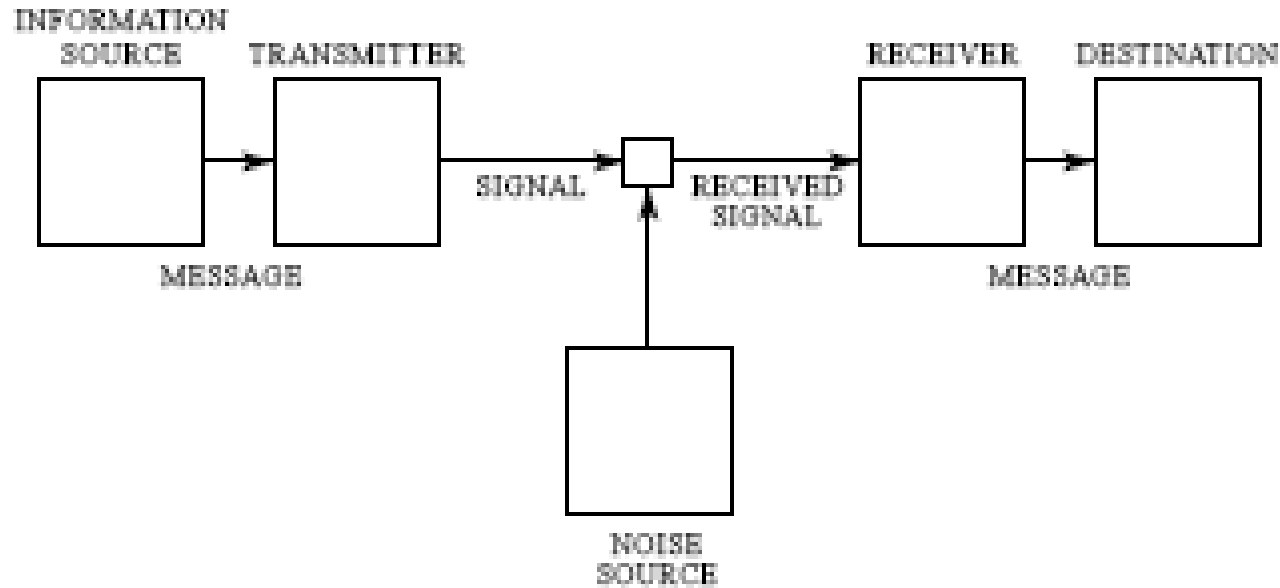 INFORMATION
SOURCE
TRANSMITTER
RECEIVER
DESTINATION
SIGNAL
RECEIVED
SIGNAL
MESSAGE
MESSAGE
NOISE
SOURCE